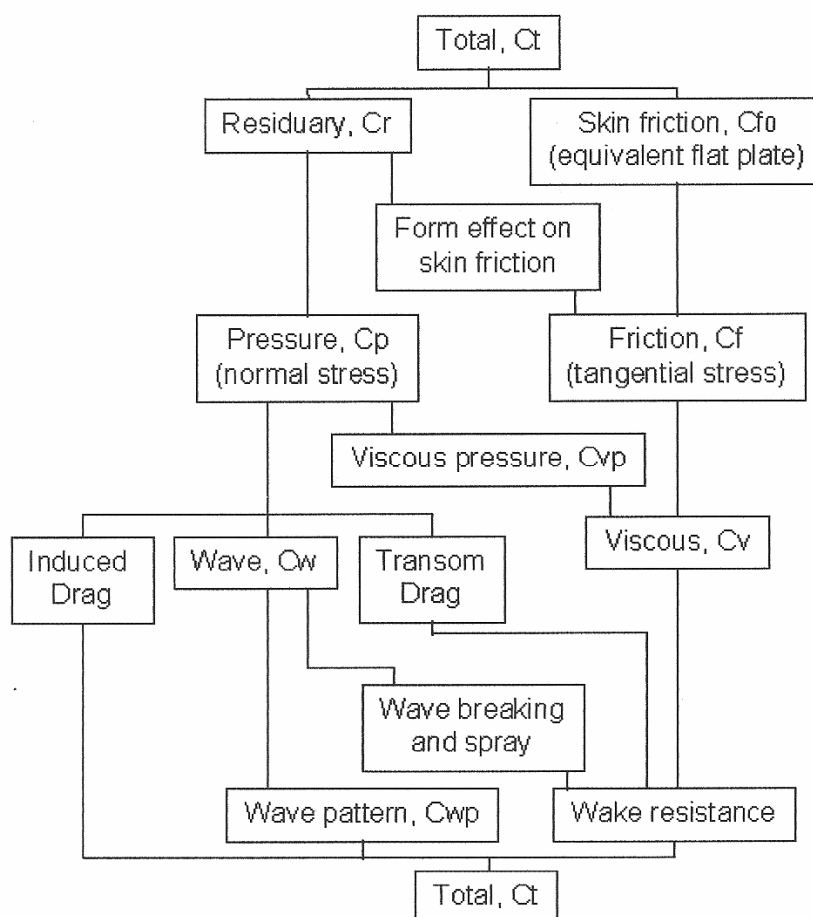 Total, Ct
Residuary, Cr
Skin friction, Cfo
(equivalent flat plate)
Form effect on
skin friction
Pressure, Cp
(normal stress)
Friction, Cf
(tangential stress)
Viscous pressure, Cvp
Induced
Drag
Wave, Cw
Transom
Drag
Viscous, Cv
Wave breaking
and spray
Wave pattern, Cwp
Wake resistance
Total, Ct